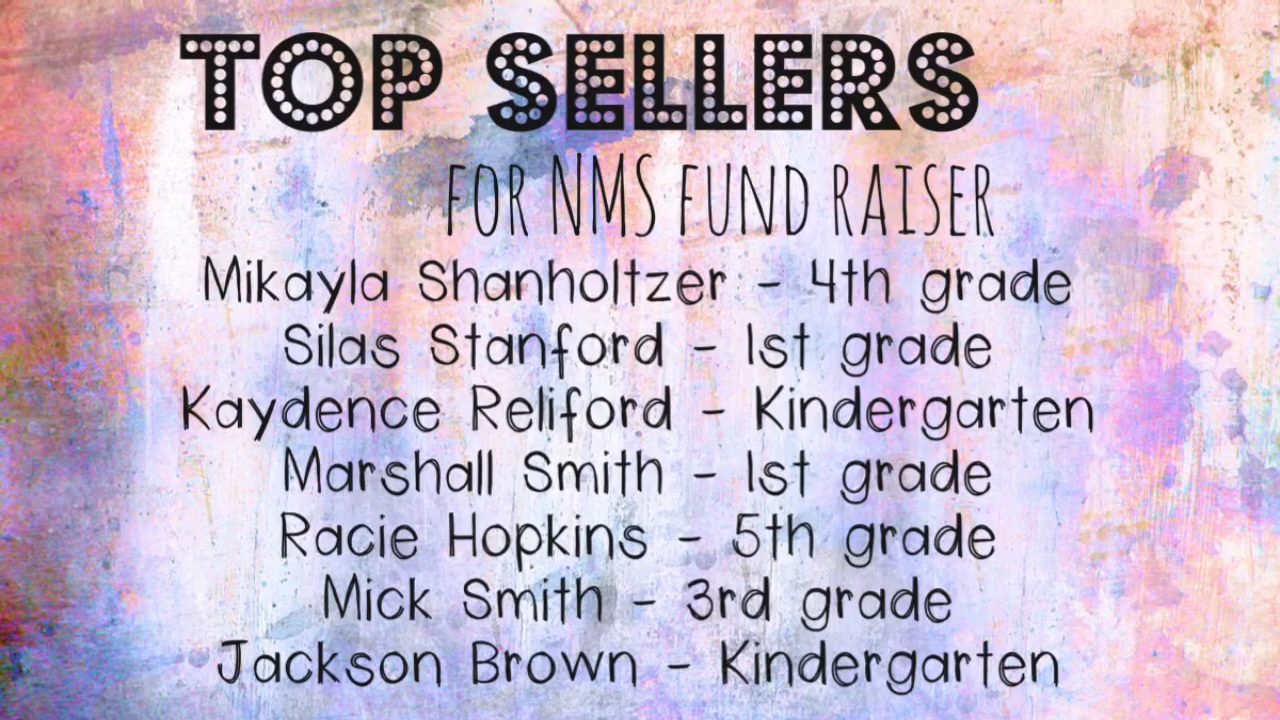 TOP SELLERS
FOR NMS FUND RAISER
Mikayla Shanholtzer - 4th grade
Silas Stanford - 1st grade
Kaydence Reliford - Kindergarten
Marshall Smith - 1st grade
Racie Hopkins - 5th grade
Mick Smith - 3rd grade
Jackson Brown - Kindergarten